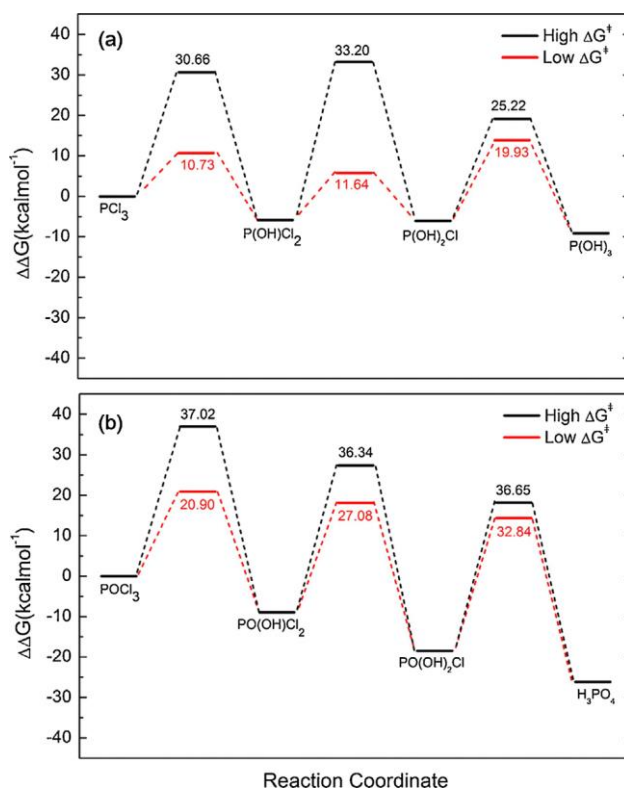 (a)
High ΔG‡
Low ΔG‡
30.66
33.20
25.22
10.73
11.64
19.93
PCl3
P(OH)Cl2
P(OH)2Cl
P(OH)3
40
30
20
10
0
-10
-20
-30
-40
ΔΔG(kcalmol-1)
(b)
High ΔG‡
Low ΔG‡
37.02
36.34
36.65
20.90
27.08
32.84
POCl3
PO(OH)Cl2
PO(OH)2Cl
H3PO4
40
30
20
10
0
-10
-20
-30
-40
ΔΔG(kcalmol-1)
Reaction Coordinate